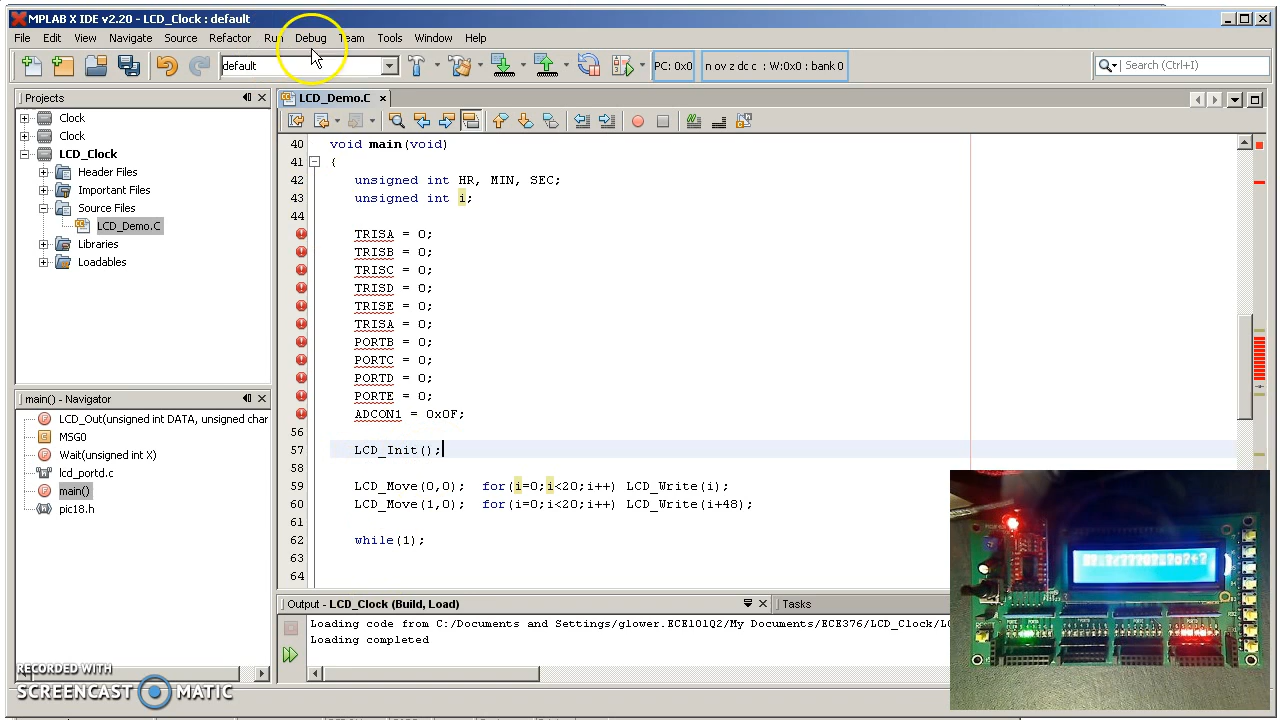 MPLAB X IDE v2.20 - LCD_Clock : default
File Edit View Navigate Source Refactor Run Debug Team Tools Window Help
default
PC: 0x0
n ov z dc c : W:0x0 : bank 0
Search (Ctrl+I)
Projects
Clock
Clock
LCD_Clock
Header Files
Important Files
Source Files
LCD_Demo.C
Libraries
Loadables
main() - Navigator
LCD_Out(unsigned int DATA, unsigned char
MSG0
Wait(unsigned int X)
lcd_portd.c
main()
pic18.h
LCD_Demo.C
40 void main(void)
41 {
42 unsigned int HR, MIN, SEC;
43 unsigned int i;
44
TRISA = 0;
TRISB = 0;
TRISC = 0;
TRISD = 0;
TRISE = 0;
TRISA = 0;
PORTB = 0;
PORTC = 0;
PORTD = 0;
PORTE = 0;
ADCON1 = 0x0F;
56
57 LCD_Init();
58
LCD_Move(0,0); for(i=0;i<20;i++) LCD_Write(i);
60 LCD_Move(1,0); for(i=0;i<20;i++) LCD_Write(i+48);
61
62 while(1);
63
64
Output - LCD_Clock (Build, Load)
Tasks
Loading code from C:/Documents and Settings/glower.ECE101Q2/My Documents/ECE376/LCD_Clock/LC
Loading completed
RECORDED WITH
SCREENCAST MATIC